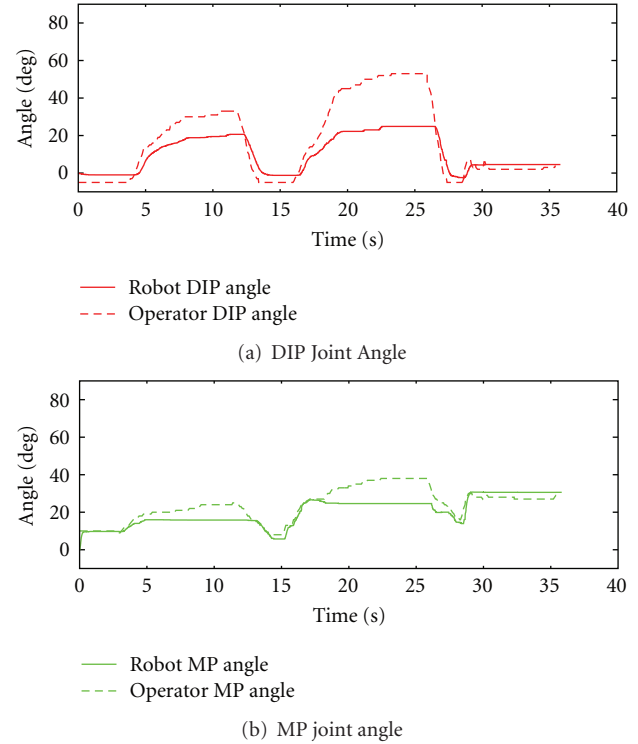 80
60
40
20
0
Angle (deg)
0 5 10 15 20 25 30 35 40
Time (s)
Robot DIP angle
Operator DIP angle
(a) DIP Joint Angle
80
60
40
20
0
Angle (deg)
0 5 10 15 20 25 30 35 40
Time (s)
Robot MP angle
Operator MP angle
(b) MP joint angle